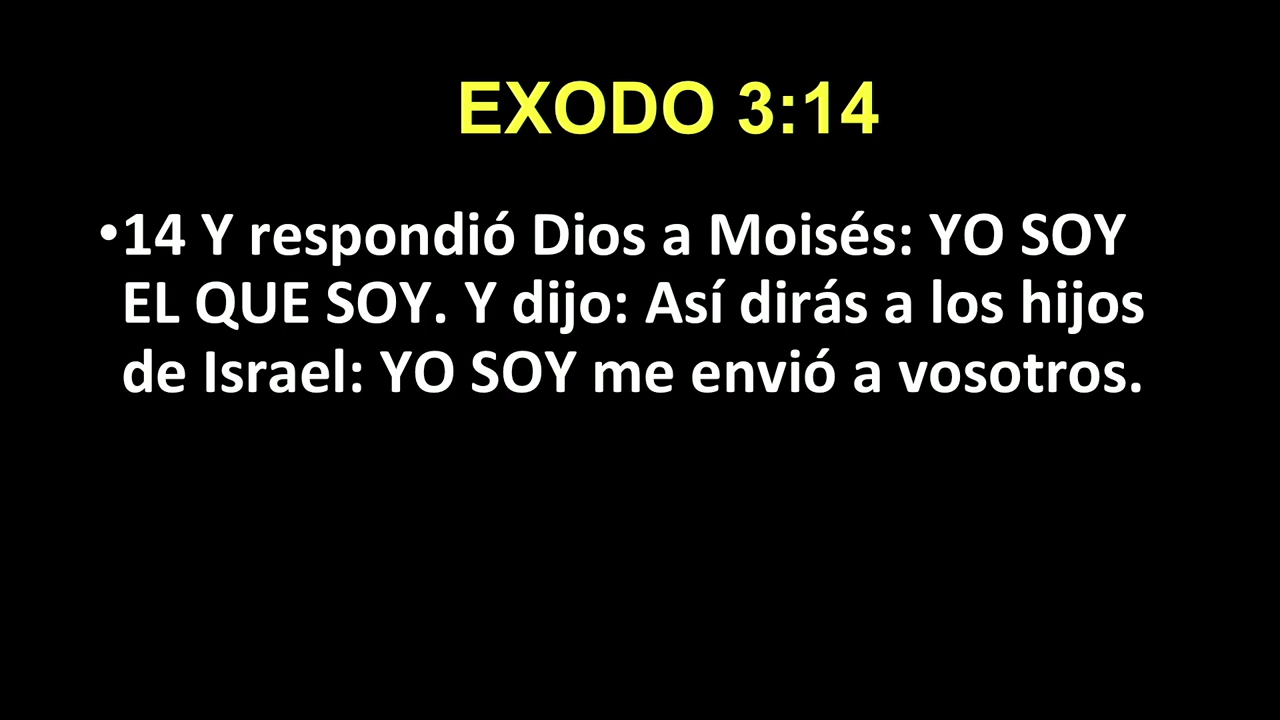 EXODO 3:14
•14 Y respondió Dios a Moisés: YO SOY
EL QUE SOY. Y dijo: Así dirás a los hijos
de Israel: YO SOY me envió a vosotros.